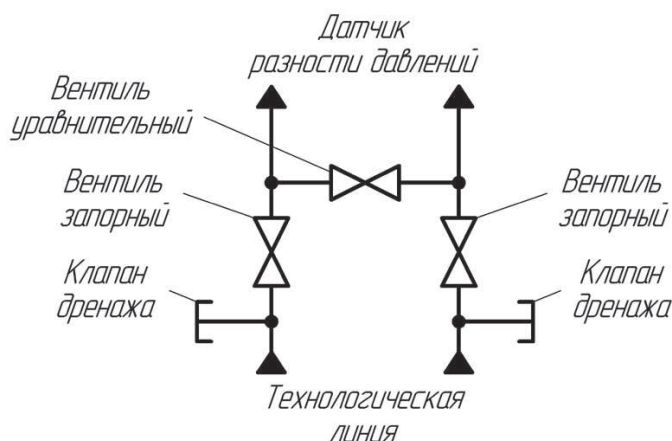 Датчик
разности давлений
Вентиль
уравнительный
Вентиль
запорный
Вентиль
запорный
Клапан
дренажа
Клапан
дренажа
Технологическая
линия